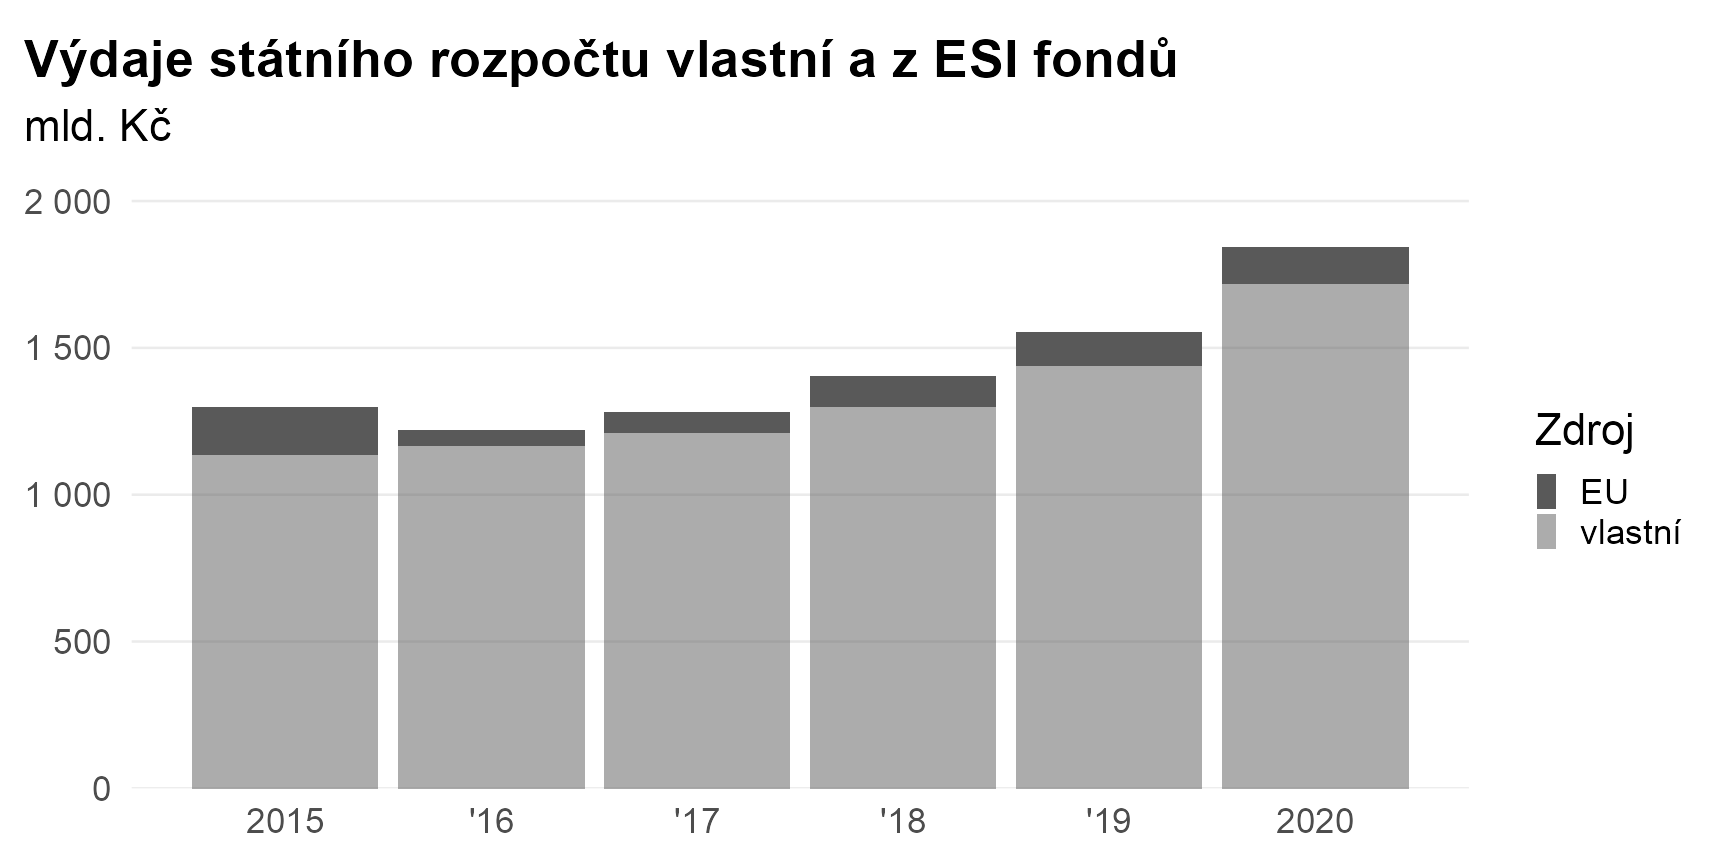 Výdaje státního rozpočtu vlastní a z ESI fondů
mld. Kč
2 000
1 500
1 000
500
0
2015 '16 '17 '18 '19 2020
Zdroj
EU
vlastní